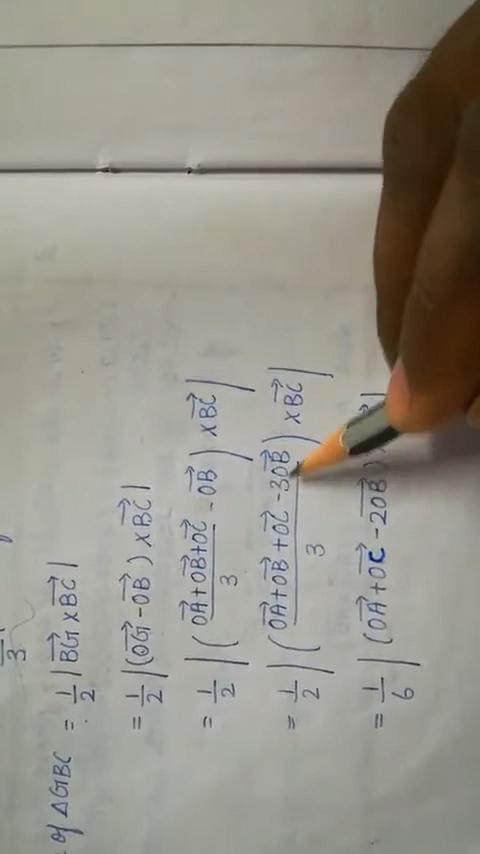 3
of ΔGBC = 1/2 |BG⃗ × BC⃗|
= 1/2 |(OG⃗ - OB⃗) × BC⃗|
= 1/2 |((OA⃗ + OB⃗ + OC⃗)/3 - OB⃗) × BC⃗|
= 1/2 |((OA⃗ + OB⃗ + OC⃗ - 3OB⃗)/3) × BC⃗|
= 1/6 |(OA⃗ + OC⃗ - 2OB⃗)